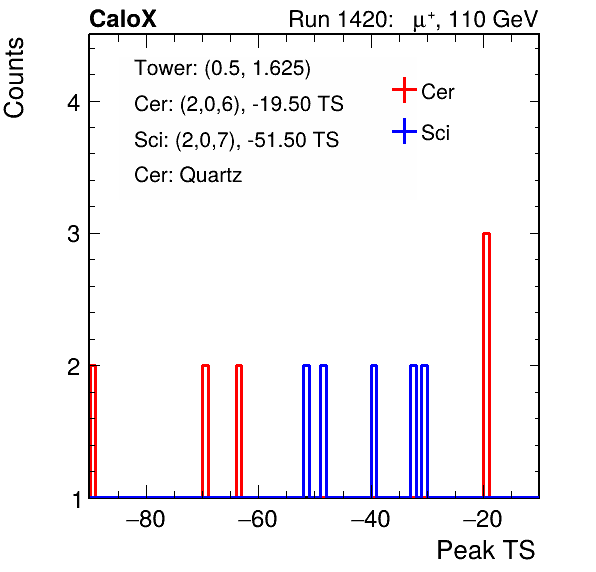 CaloX Run 1420: μ⁺, 110 GeV
Counts
Tower: (0.5, 1.625)
Cer: (2,0,6), -19.50 TS
Sci: (2,0,7), -51.50 TS
Cer: Quartz
Cer
Sci
4
3
2
1
−80 −60 −40 −20
Peak TS